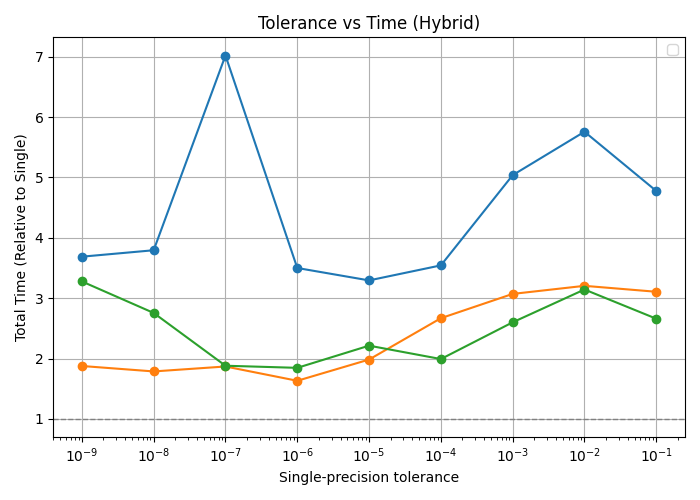 Tolerance vs Time (Hybrid)
Total Time (Relative to Single)
7
6
5
4
3
2
1
10⁻⁹ 10⁻⁸ 10⁻⁷ 10⁻⁶ 10⁻⁵ 10⁻⁴ 10⁻³ 10⁻² 10⁻¹
Single-precision tolerance